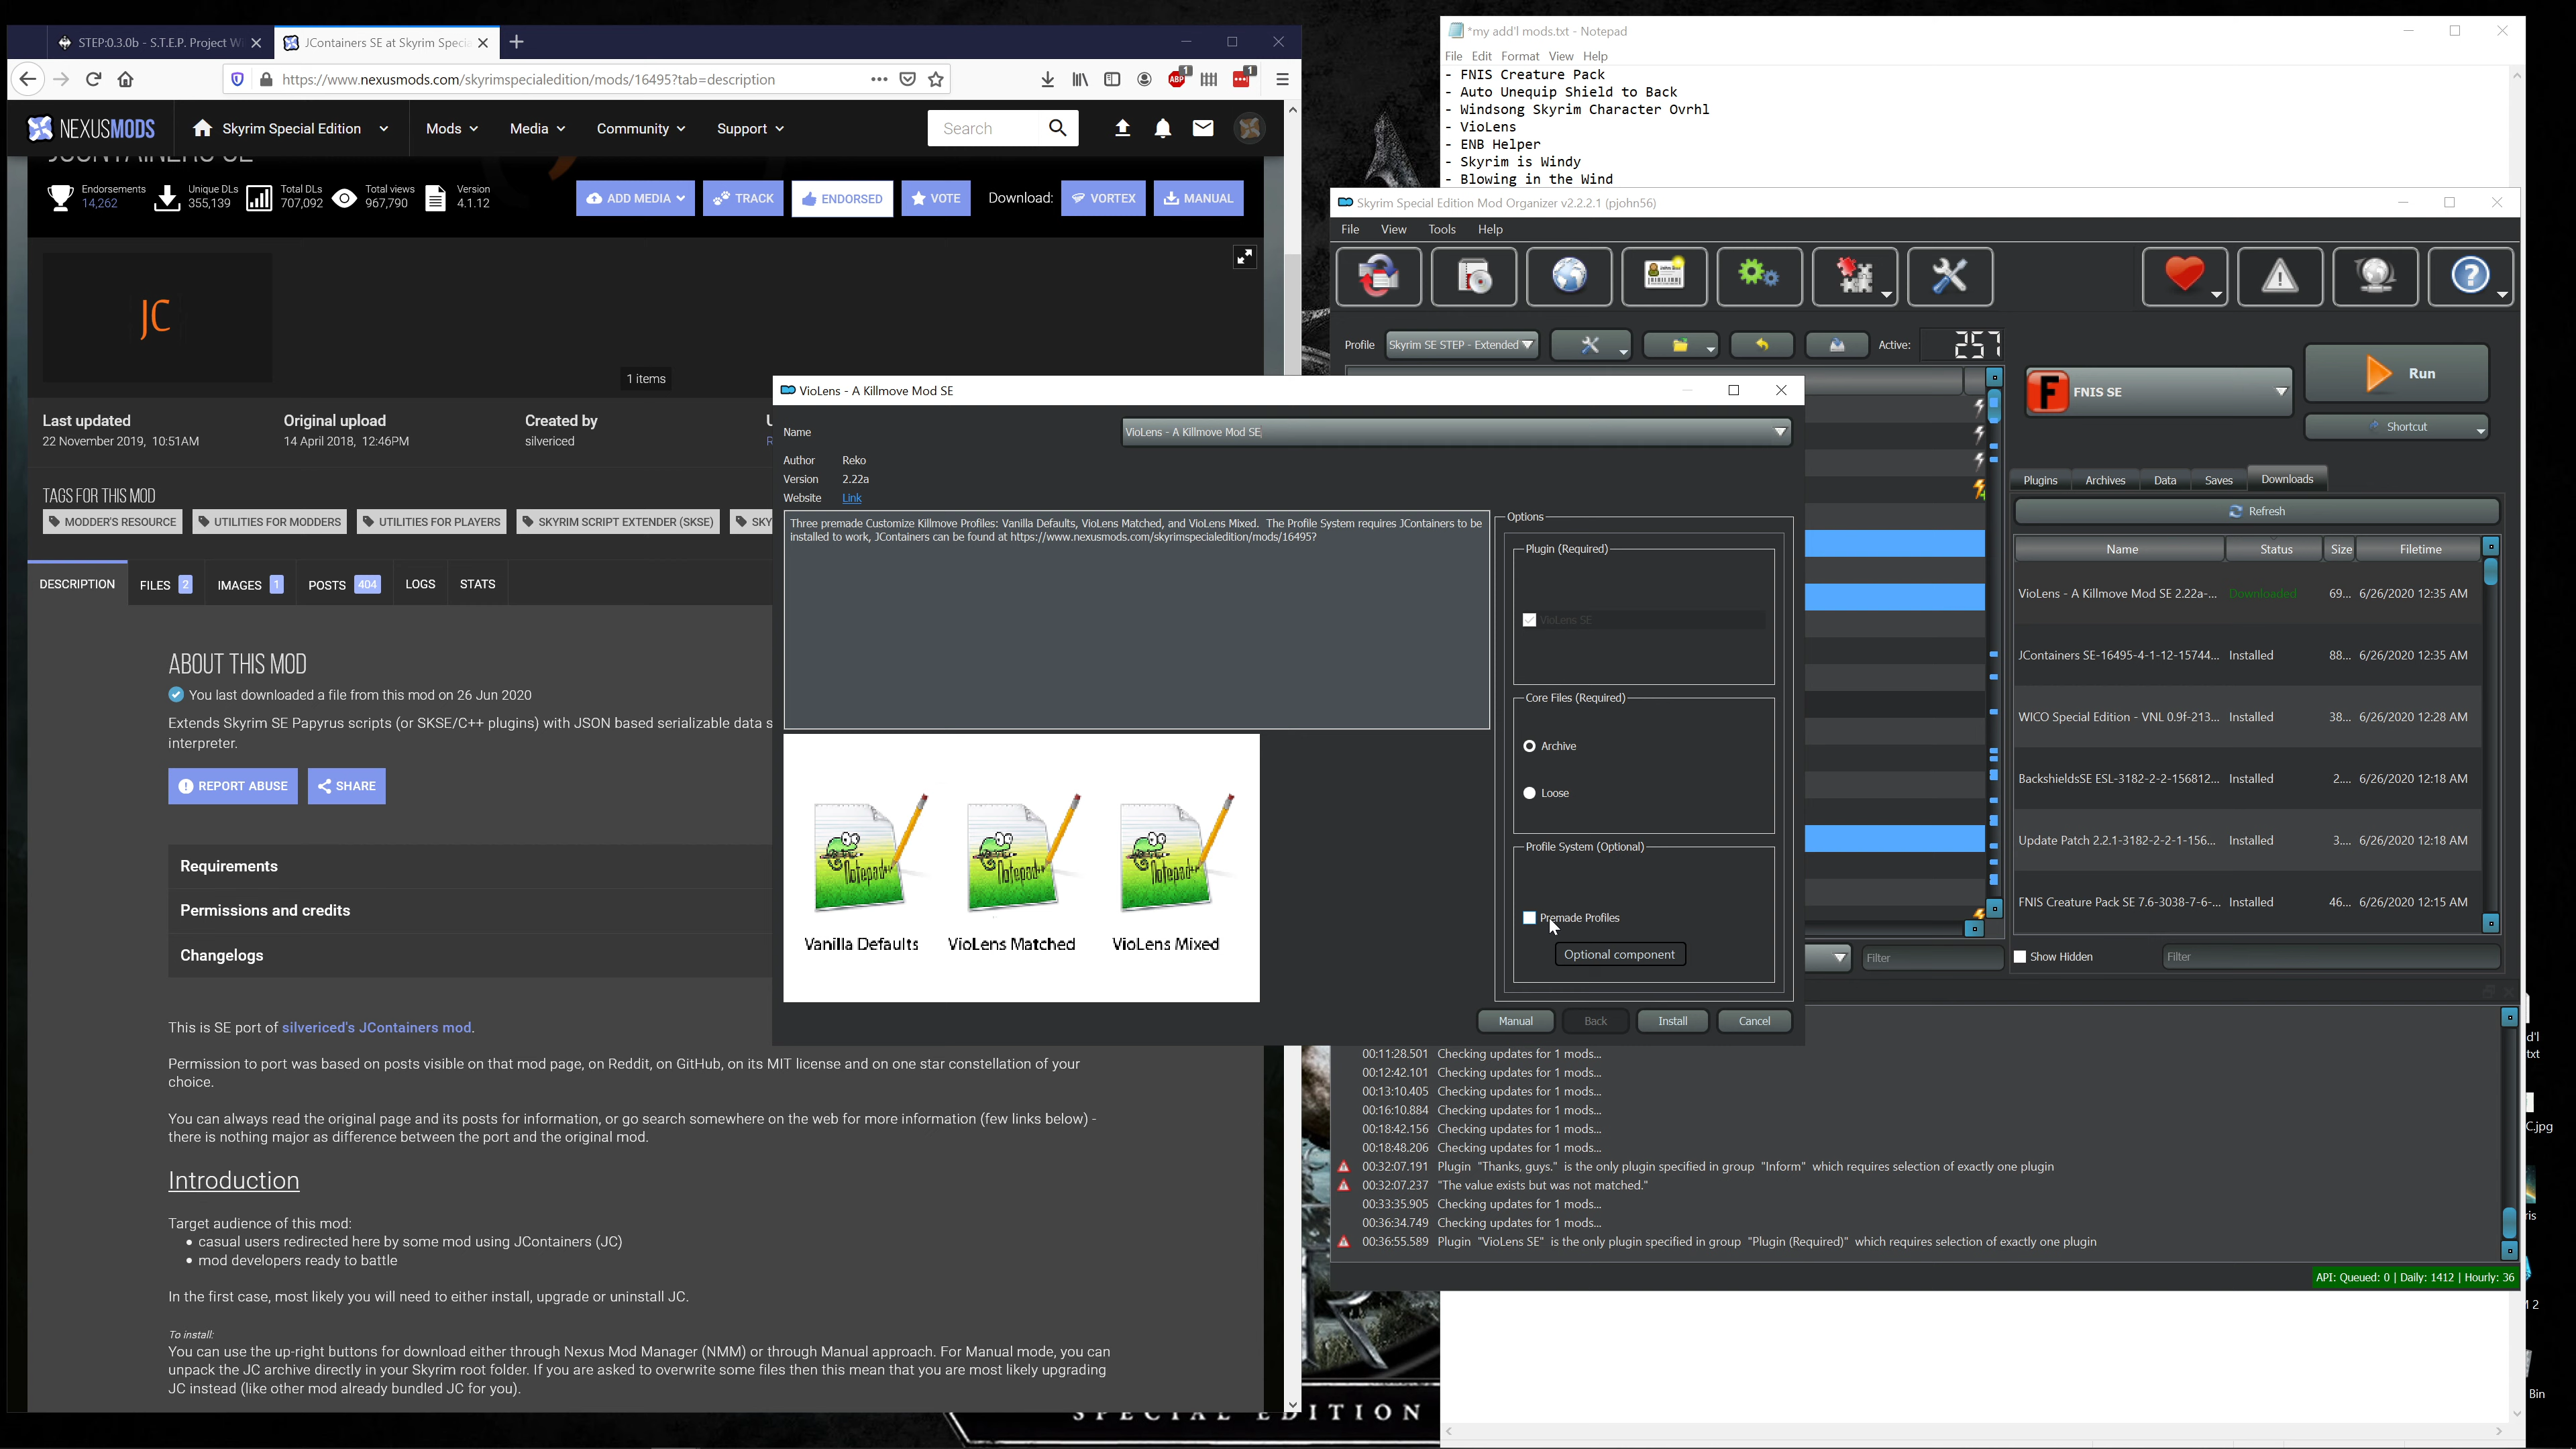 STEP:0.3.0b - S.T.E.P. Project W
JContainers SE at Skyrim Speci
https://www.nexusmods.com/skyrimspecialedition/mods/16495?tab=description
ABP
1
1
NEXUSMODS
Skyrim Special Edition
Mods
Media
Community
Support
Search
JCONTAINERS SE
Endorsements
14,262
Unique DLs
355,139
Total DLs
707,092
Total views
967,790
Version
4.1.12
ADD MEDIA
TRACK
ENDORSED
VOTE
Download:
VORTEX
MANUAL
JC
1 items
Last updated
22 November 2019, 10:51AM
Original upload
14 April 2018, 12:46PM
Created by
silvericed
TAGS FOR THIS MOD
MODDER'S RESOURCE
UTILITIES FOR MODDERS
UTILITIES FOR PLAYERS
SKYRIM SCRIPT EXTENDER (SKSE)
SKY
DESCRIPTION
FILES 2
IMAGES 1
POSTS 404
LOGS
STATS
ABOUT THIS MOD
You last downloaded a file from this mod on 26 Jun 2020
Extends Skyrim SE Papyrus scripts (or SKSE/C++ plugins) with JSON based serializable data s
interpreter.
REPORT ABUSE
SHARE
Requirements
Permissions and credits
Changelogs
This is SE port of silvericed's JContainers mod.
Permission to port was based on posts visible on that mod page, on Reddit, on GitHub, on its MIT license and on one star constellation of your
choice.
You can always read the original page and its posts for information, or go search somewhere on the web for more information (few links below) -
there is nothing major as difference between the port and the original mod.
Introduction
Target audience of this mod:
• casual users redirected here by some mod using JContainers (JC)
• mod developers ready to battle
In the first case, most likely you will need to either install, upgrade or uninstall JC.
To install:
You can use the up-right buttons for download either through Nexus Mod Manager (NMM) or through Manual approach. For Manual mode, you can
unpack the JC archive directly in your Skyrim root folder. If you are asked to overwrite some files then this mean that you are most likely upgrading
JC instead (like other mod already bundled JC for you).
*my add'l mods.txt - Notepad
File Edit Format View Help
- FNIS Creature Pack
- Auto Unequip Shield to Back
- Windsong Skyrim Character Ovrhl
- VioLens
- ENB Helper
- Skyrim is Windy
- Blowing in the Wind
Skyrim Special Edition Mod Organizer v2.2.2.1 (pjohn56)
File View Tools Help
Profile
Skyrim SE STEP - Extended
Active:
257
F
FNIS SE
Run
Shortcut
Plugins
Archives
Data
Saves
Downloads
Refresh
Name Status Size Filetime
VioLens - A Killmove Mod SE 2.22a-... Downloaded 69... 6/26/2020 12:35 AM
JContainers SE-16495-4-1-12-15744... Installed 88... 6/26/2020 12:35 AM
WICO Special Edition - VNL 0.9f-213... Installed 38... 6/26/2020 12:28 AM
BackshieldsSE ESL-3182-2-2-156812... Installed 2.... 6/26/2020 12:18 AM
Update Patch 2.2.1-3182-2-2-1-156... Installed 3.... 6/26/2020 12:18 AM
FNIS Creature Pack SE 7.6-3038-7-6-... Installed 46... 6/26/2020 12:15 AM
Filter
Show Hidden
Filter
VioLens - A Killmove Mod SE
Name
VioLens - A Killmove Mod SE
Author Reko
Version 2.22a
Website Link
Three premade Customize Killmove Profiles: Vanilla Defaults, VioLens Matched, and VioLens Mixed. The Profile System requires JContainers to be
installed to work, JContainers can be found at https://www.nexusmods.com/skyrimspecialedition/mods/16495?
Notepad++
Notepad++
Notepad++
Vanilla Defaults
VioLens Matched
VioLens Mixed
Options
Plugin (Required)
VioLens SE
Core Files (Required)
Archive
Loose
Profile System (Optional)
Premade Profiles
Optional component
Manual
Back
Install
Cancel
00:11:28.501 Checking updates for 1 mods...
00:12:42.101 Checking updates for 1 mods...
00:13:10.405 Checking updates for 1 mods...
00:16:10.884 Checking updates for 1 mods...
00:18:42.156 Checking updates for 1 mods...
00:18:48.206 Checking updates for 1 mods...
00:32:07.191 Plugin "Thanks, guys." is the only plugin specified in group "Inform" which requires selection of exactly one plugin
00:32:07.237 "The value exists but was not matched."
00:33:35.905 Checking updates for 1 mods...
00:36:34.749 Checking updates for 1 mods...
00:36:55.589 Plugin "VioLens SE" is the only plugin specified in group "Plugin (Required)" which requires selection of exactly one plugin
API: Queued: 0 | Daily: 1412 | Hourly: 36
d'l
txt
C.jpg
ris
2
Bin
SPECIAL EDITION